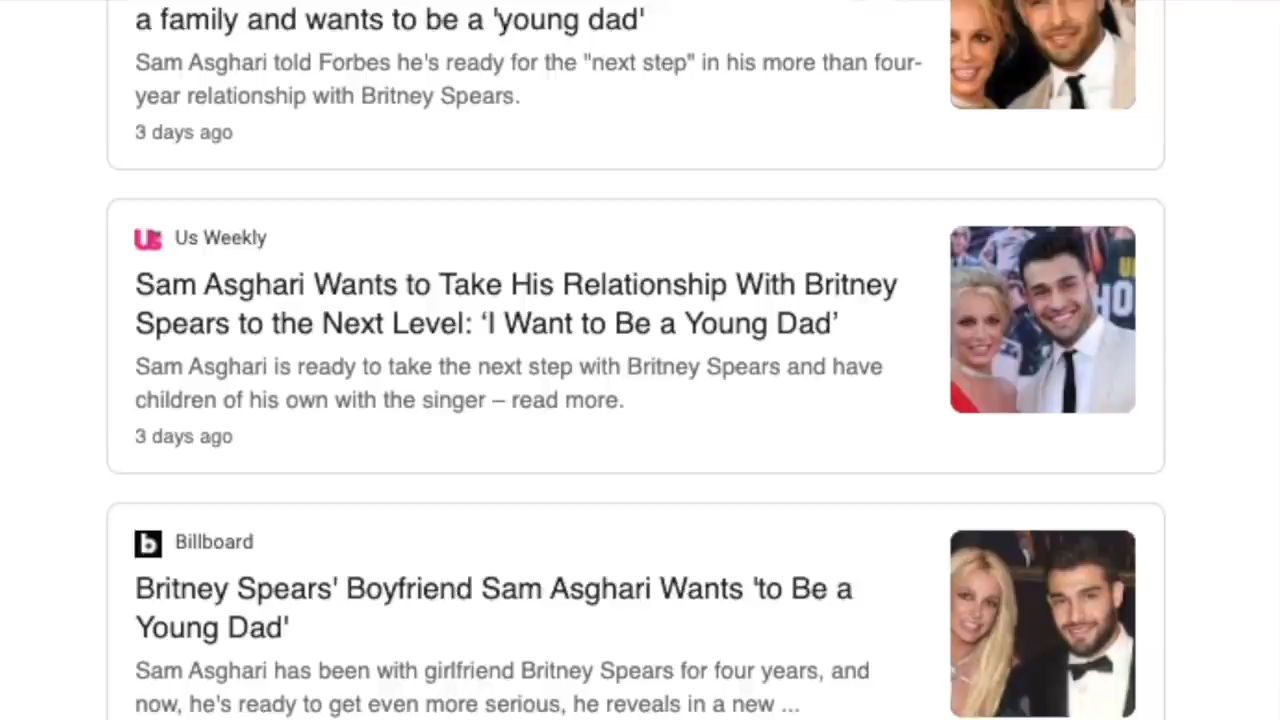 a family and wants to be a 'young dad'
Sam Asghari told Forbes he's ready for the "next step" in his more than four-
year relationship with Britney Spears.
3 days ago
Us Us Weekly
Sam Asghari Wants to Take His Relationship With Britney
Spears to the Next Level: ‘I Want to Be a Young Dad’
Sam Asghari is ready to take the next step with Britney Spears and have
children of his own with the singer – read more.
3 days ago
b Billboard
Britney Spears' Boyfriend Sam Asghari Wants 'to Be a
Young Dad'
Sam Asghari has been with girlfriend Britney Spears for four years, and
now, he's ready to get even more serious, he reveals in a new ...